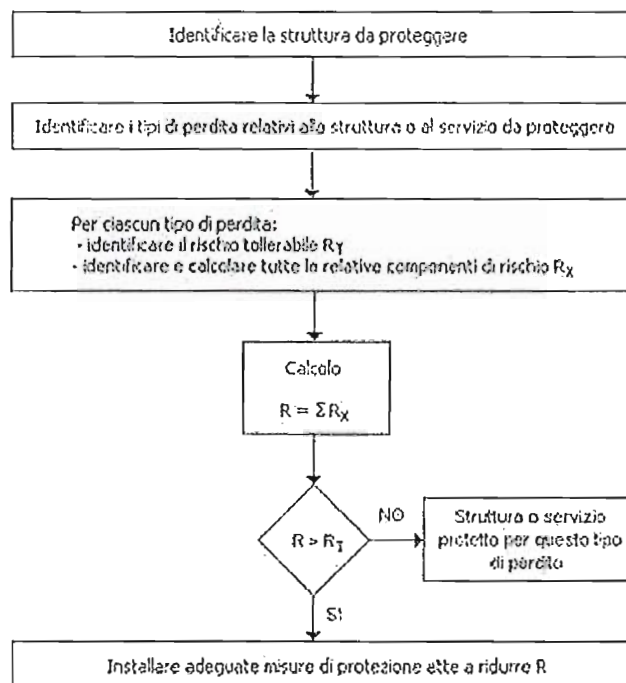 Identificare la struttura da proteggere
Identificare i tipi di perdita relativi alla struttura o al servizio da proteggere
Per ciascun tipo di perdita:
- identificare il rischio tollerabile RT
- identificare e calcolare tutte le relative componenti di rischio RX
Calcolo
R = ΣRX
R > RT
NO
Struttura o servizio
protetto per questo tipo
di perdita
SI
Installare adeguate misure di protezione atte a ridurre R